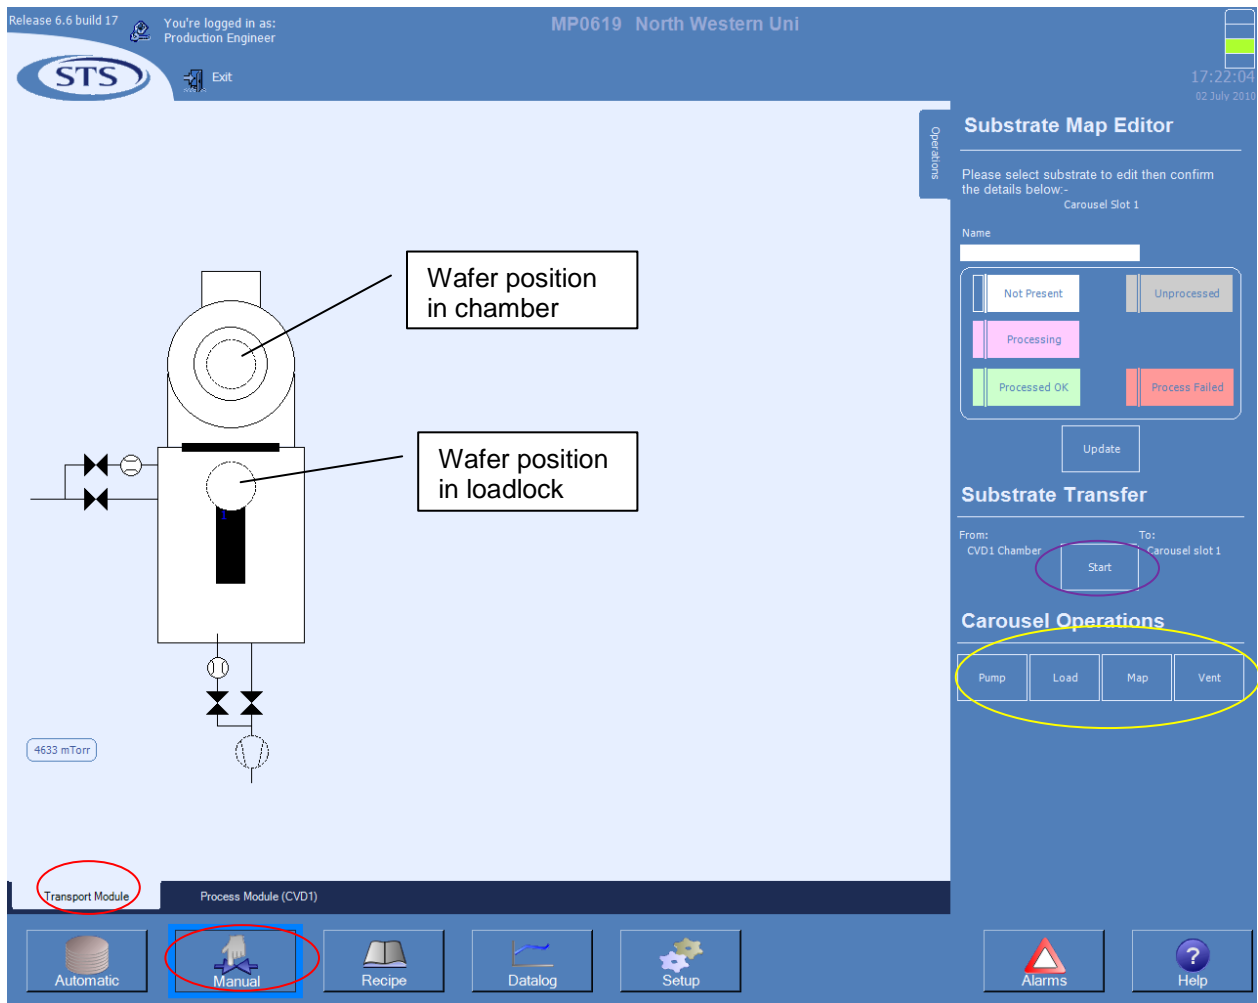 Release 6.6 build 17
You're logged in as:
Production Engineer
MP0619 North Western Uni
STS
Exit
17:22:04
02 July 2010
Operations
Substrate Map Editor
Please select substrate to edit then confirm
the details below:-
Carousel Slot 1
Name
Not Present
Unprocessed
Processing
Processed OK
Process Failed
Update
Wafer position
in chamber
Wafer position
in loadlock
1
Substrate Transfer
From:
To:
CVD1 Chamber
Carousel slot 1
Start
Carousel Operations
Pump
Load
Map
Vent
4633 mTorr
Transport Module
Process Module (CVD1)
Automatic
Manual
Recipe
Datalog
Setup
Alarms
?
Help